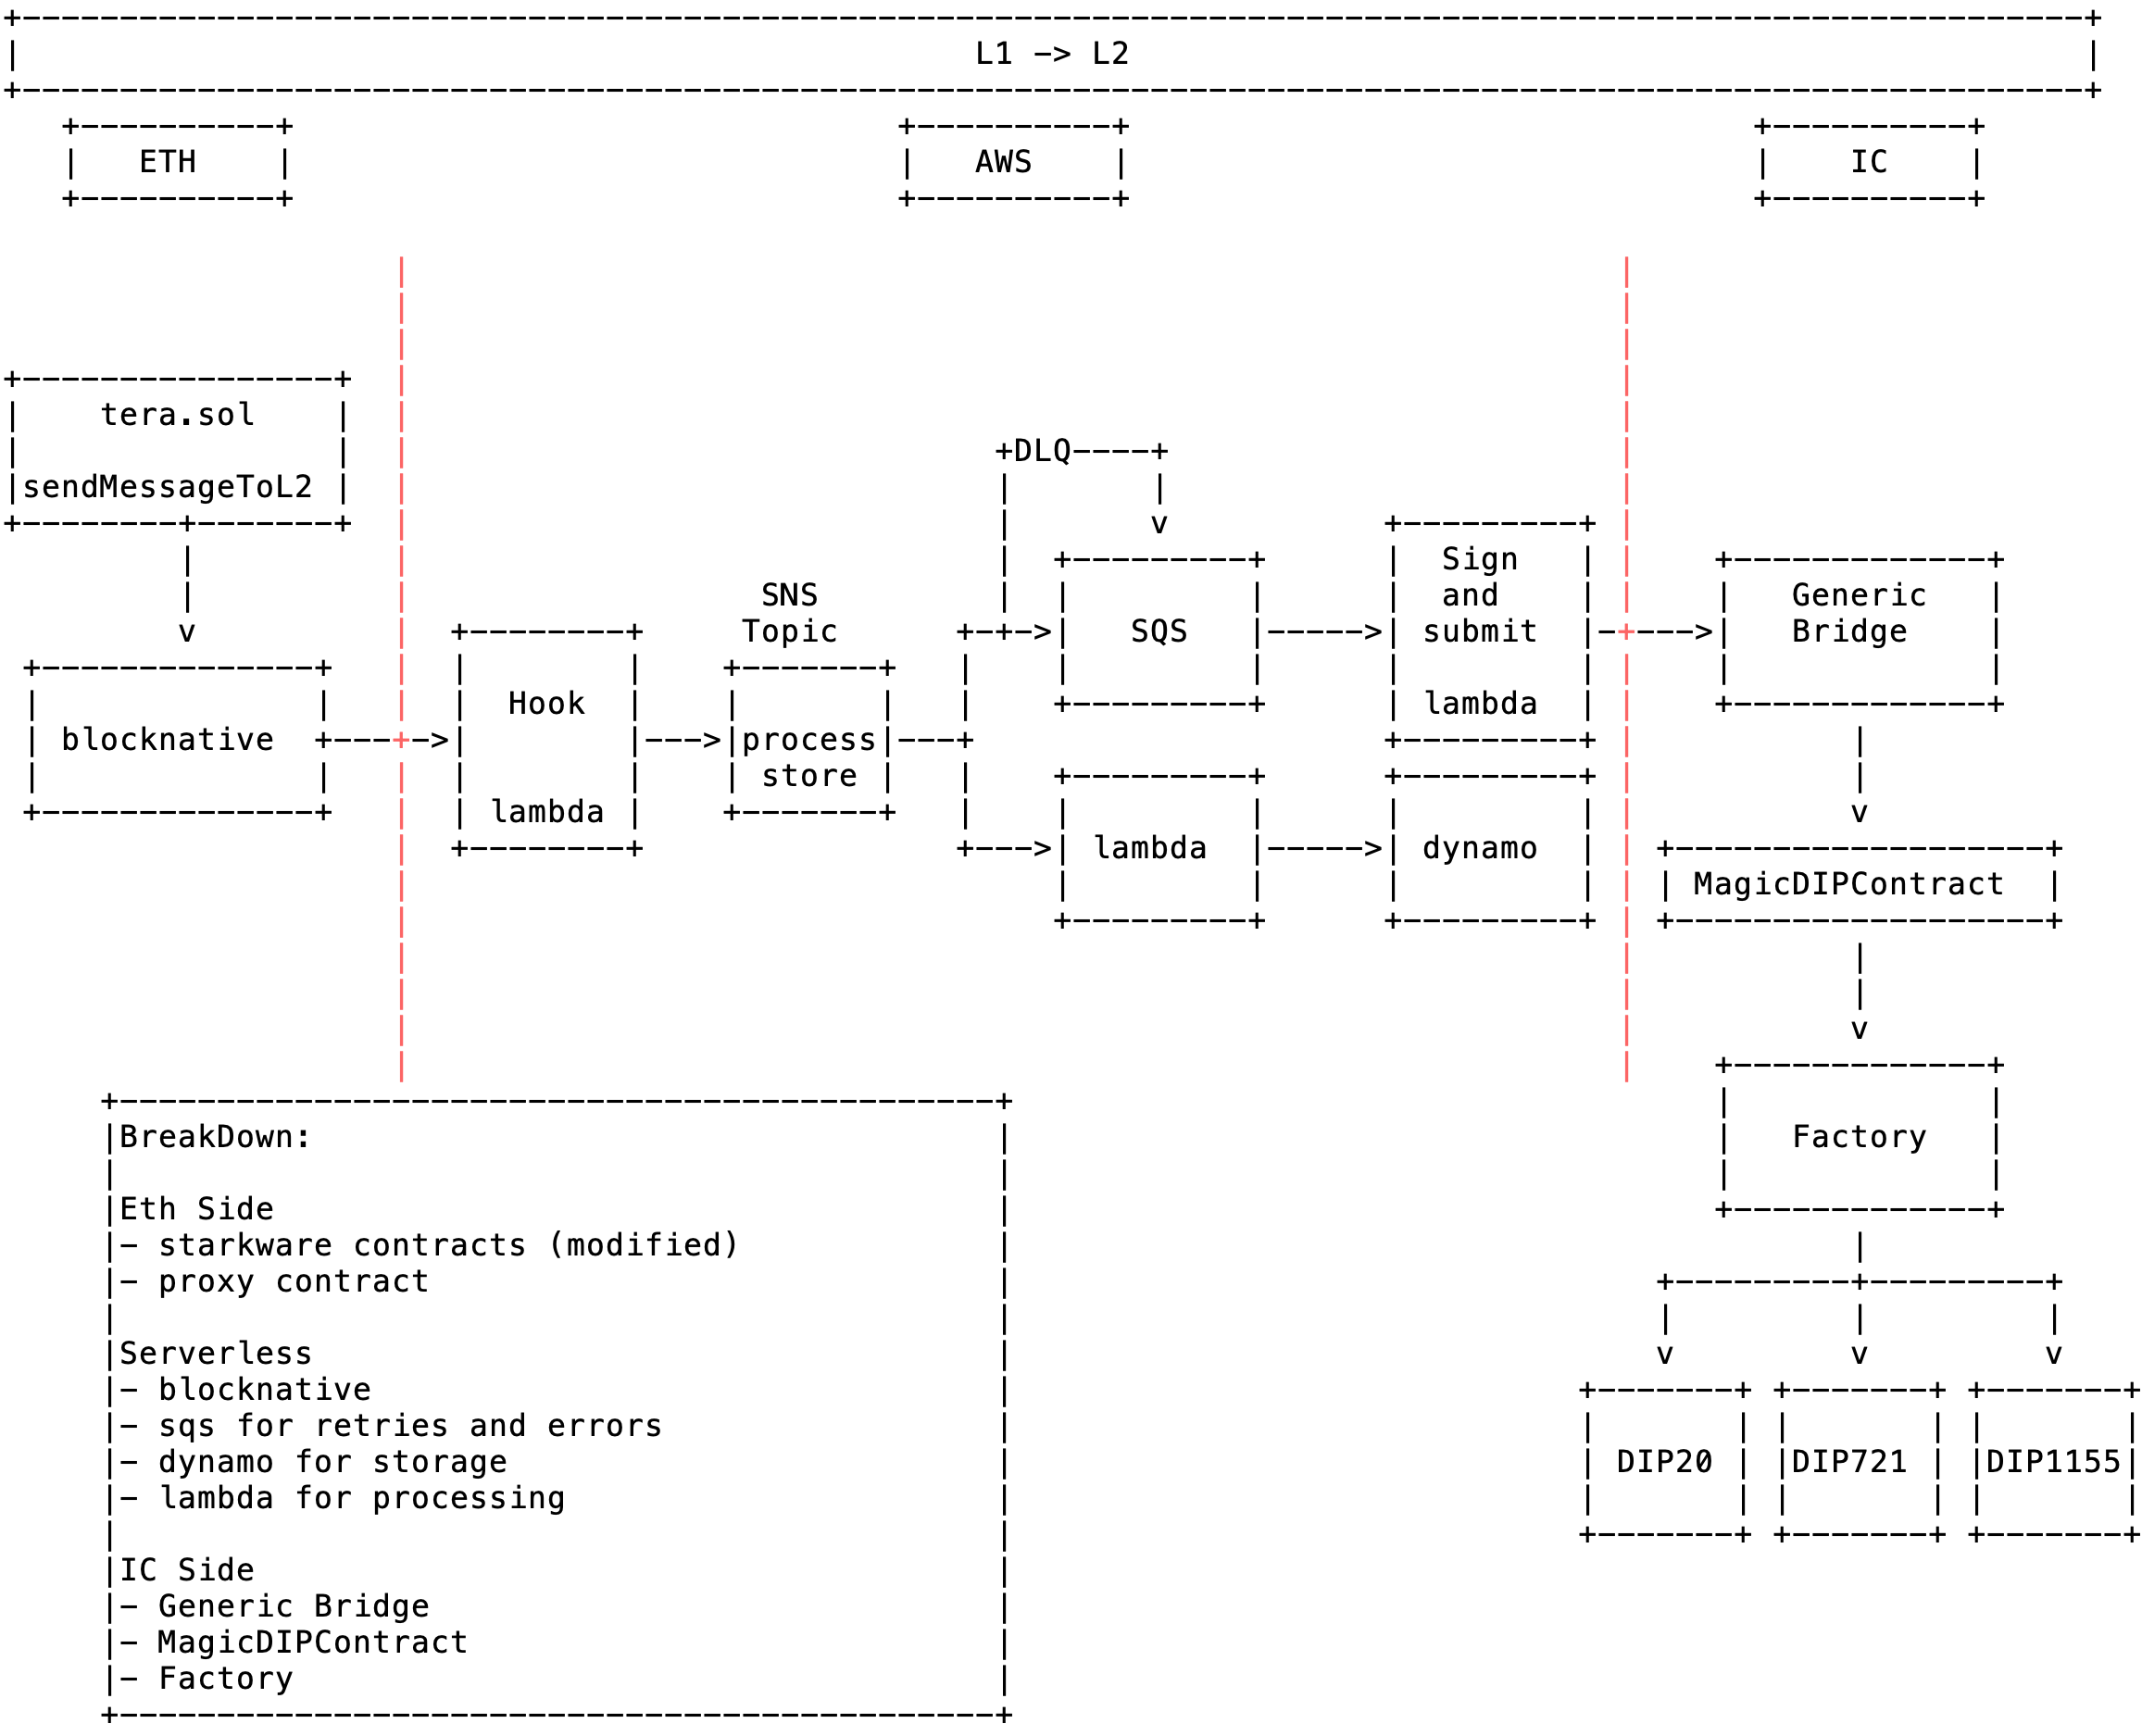 L1 -> L2
ETH
AWS
IC
tera.sol
sendMessageToL2
blocknative
Hook
lambda
SNS
Topic
process
store
DLQ
SQS
lambda
Sign
and
submit
lambda
dynamo
Generic
Bridge
MagicDIPContract
Factory
DIP20
DIP721
DIP1155
BreakDown:
Eth Side
- starkware contracts (modified)
- proxy contract
Serverless
- blocknative
- sqs for retries and errors
- dynamo for storage
- lambda for processing
IC Side
- Generic Bridge
- MagicDIPContract
- Factory